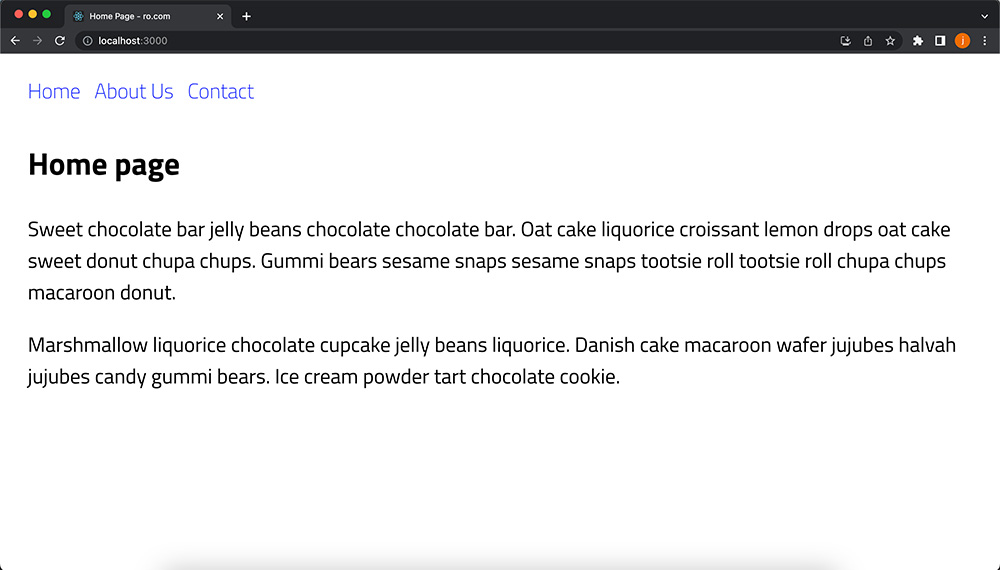 Home Page - ro.com
localhost:3000
j
Home About Us Contact
Home page
Sweet chocolate bar jelly beans chocolate chocolate bar. Oat cake liquorice croissant lemon drops oat cake
sweet donut chupa chups. Gummi bears sesame snaps sesame snaps tootsie roll tootsie roll chupa chups
macaroon donut.
Marshmallow liquorice chocolate cupcake jelly beans liquorice. Danish cake macaroon wafer jujubes halvah
jujubes candy gummi bears. Ice cream powder tart chocolate cookie.